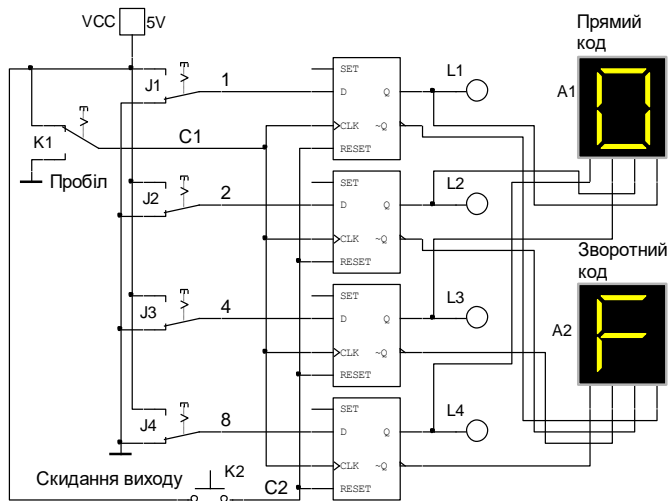 VCC 5V
Прямий
код
A1
J1
1
SET
D Q
CLK ~Q
RESET
L1
K1
C1
Пробіл
J2
2
SET
D Q
CLK ~Q
RESET
L2
Зворотний
код
A2
J3
4
SET
D Q
CLK ~Q
RESET
L3
J4
8
SET
D Q
CLK ~Q
RESET
L4
Скидання виходу
K2
C2
0
F